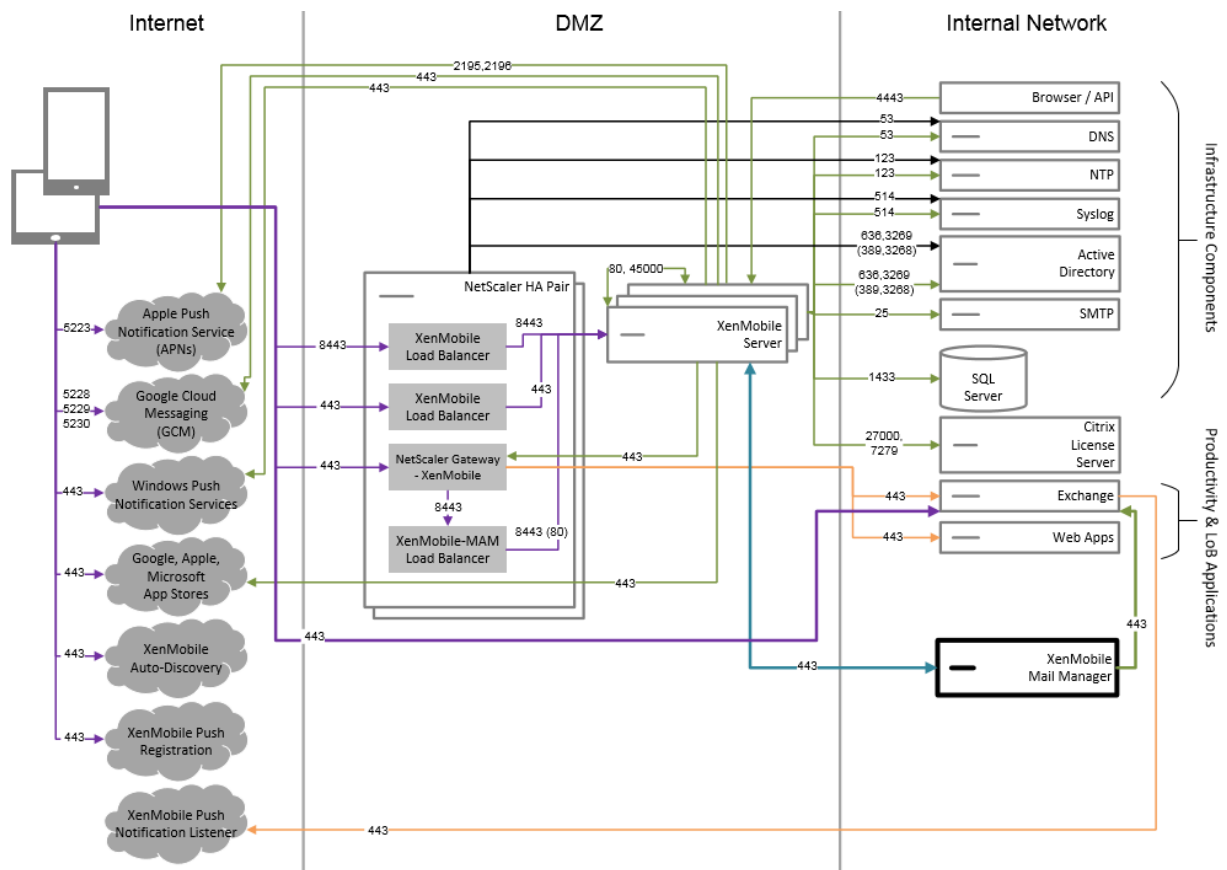 Internet
DMZ
Internal Network
2195,2196
443
443
4443
Browser / API
53
53
DNS
123
123
NTP
514
514
Syslog
636,3269
(389,3268)
636,3269
(389,3268)
Active
Directory
25
SMTP
1433
SQL
Server
27000,
7279
Citrix
License
Server
443
Exchange
443
Web Apps
443
XenMobile
Mail Manager
443
Infrastructure Components
Productivity & LoB Applications
80, 45000
XenMobile
Server
NetScaler HA Pair
8443
XenMobile
Load Balancer
8443
443
XenMobile
Load Balancer
443
443
NetScaler Gateway
- XenMobile
443
8443
XenMobile-MAM
Load Balancer
8443 (80)
443
443
5223
Apple Push
Notification Service
(APNs)
5228
5229
5230
Google Cloud
Messaging
(GCM)
443
Windows Push
Notification Services
443
Google, Apple,
Microsoft
App Stores
443
XenMobile
Auto-Discovery
443
XenMobile Push
Registration
XenMobile Push
Notification Listener
443